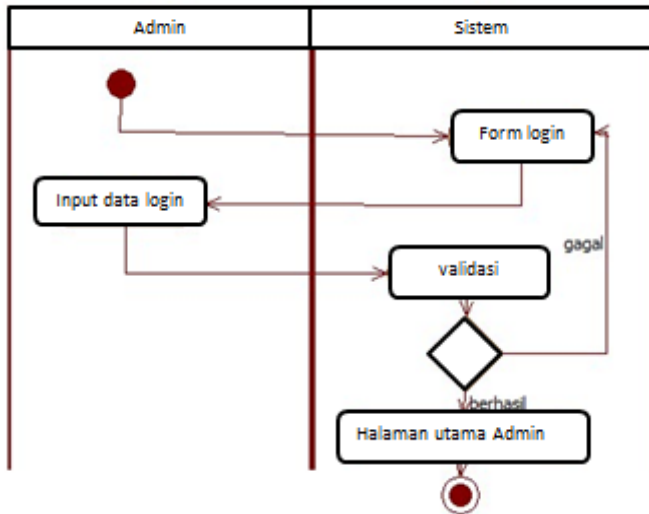 Admin
Sistem
Form login
Input data login
gagal
validasi
berhasil
Halaman utama Admin